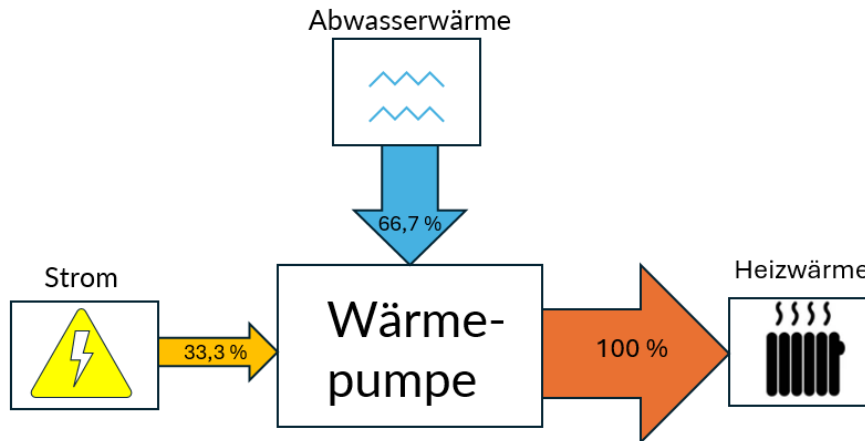 Abwasserwärme
66,7 %
Strom
33,3 %
Wärme-
pumpe
100 %
Heizwärme